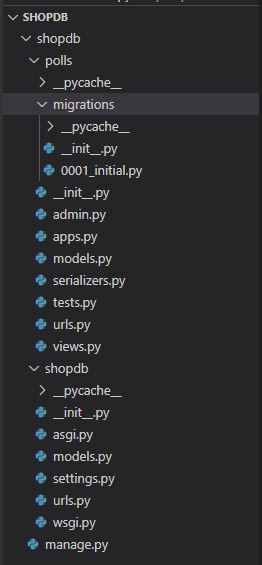 SHOPDB
shopdb
polls
__pycache__
migrations
__pycache__
__init__.py
0001_initial.py
__init__.py
admin.py
apps.py
models.py
serializers.py
tests.py
urls.py
views.py
shopdb
__pycache__
__init__.py
asgi.py
models.py
settings.py
urls.py
wsgi.py
manage.py